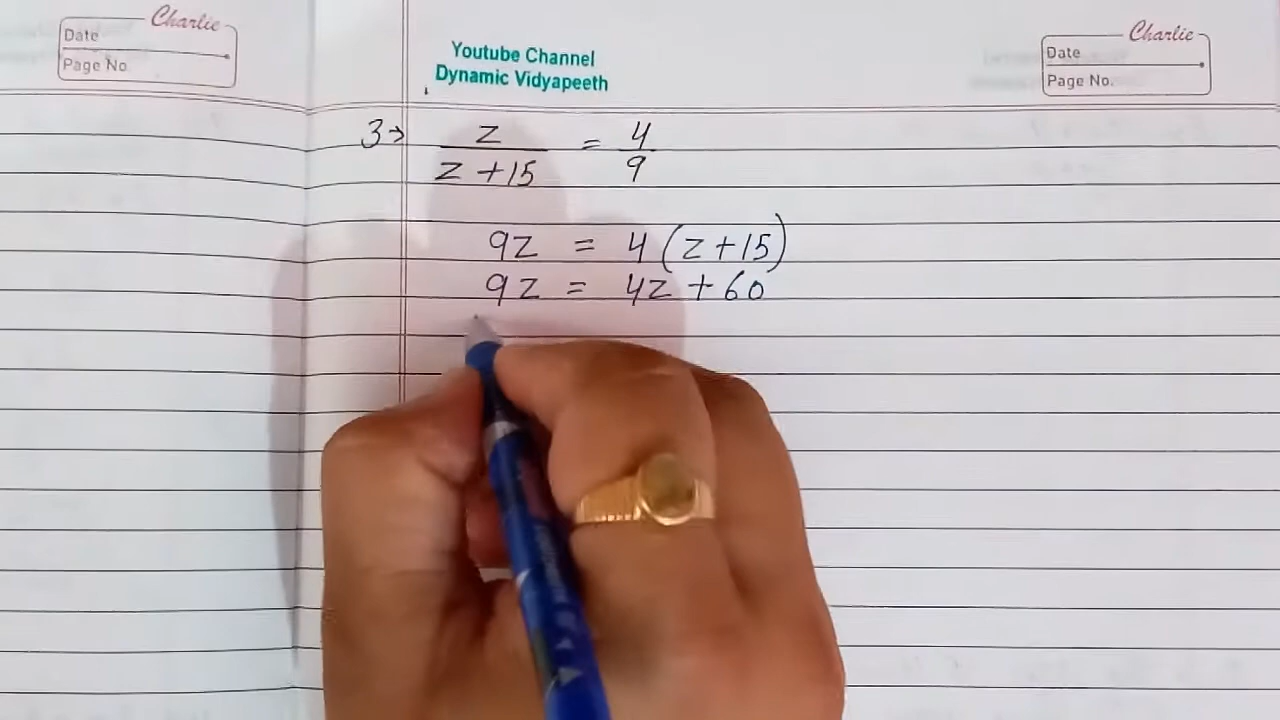 Charlie
Date
Page No.
Youtube Channel
Dynamic Vidyapeeth
Charlie
Date
Page No.
3→ z/(z+15) = 4/9
9z = 4(z+15)
9z = 4z+60